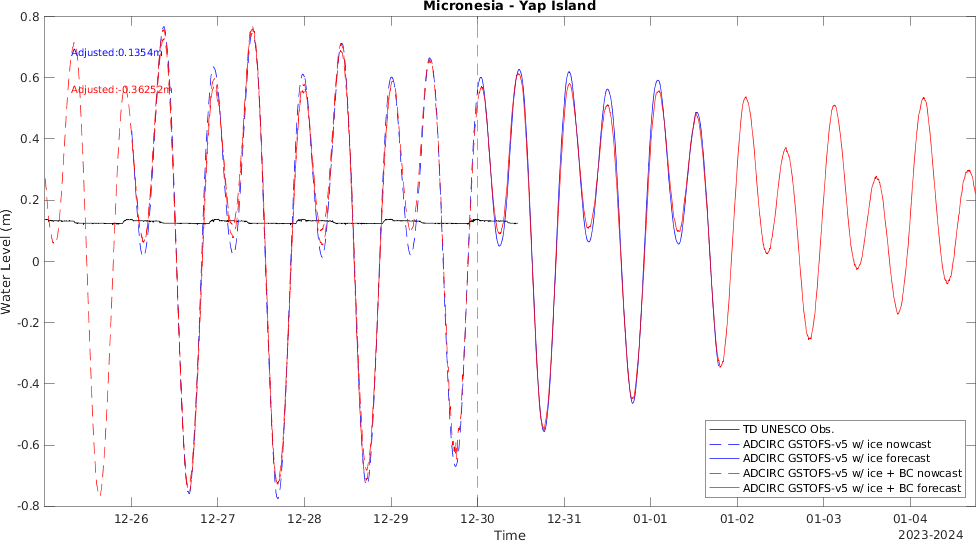 Micronesia - Yap Island
0.8
0.6
0.4
0.2
0
-0.2
-0.4
-0.6
-0.8
Water Level (m)
Adjusted:0.1354m
Adjusted:-0.36252m
TD UNESCO Obs.
ADCIRC GSTOFS-v5 w/ ice nowcast
ADCIRC GSTOFS-v5 w/ ice forecast
ADCIRC GSTOFS-v5 w/ ice + BC nowcast
ADCIRC GSTOFS-v5 w/ ice + BC forecast
12-26 12-27 12-28 12-29 12-30 12-31 01-01 01-02 01-03 01-04
Time
2023-2024